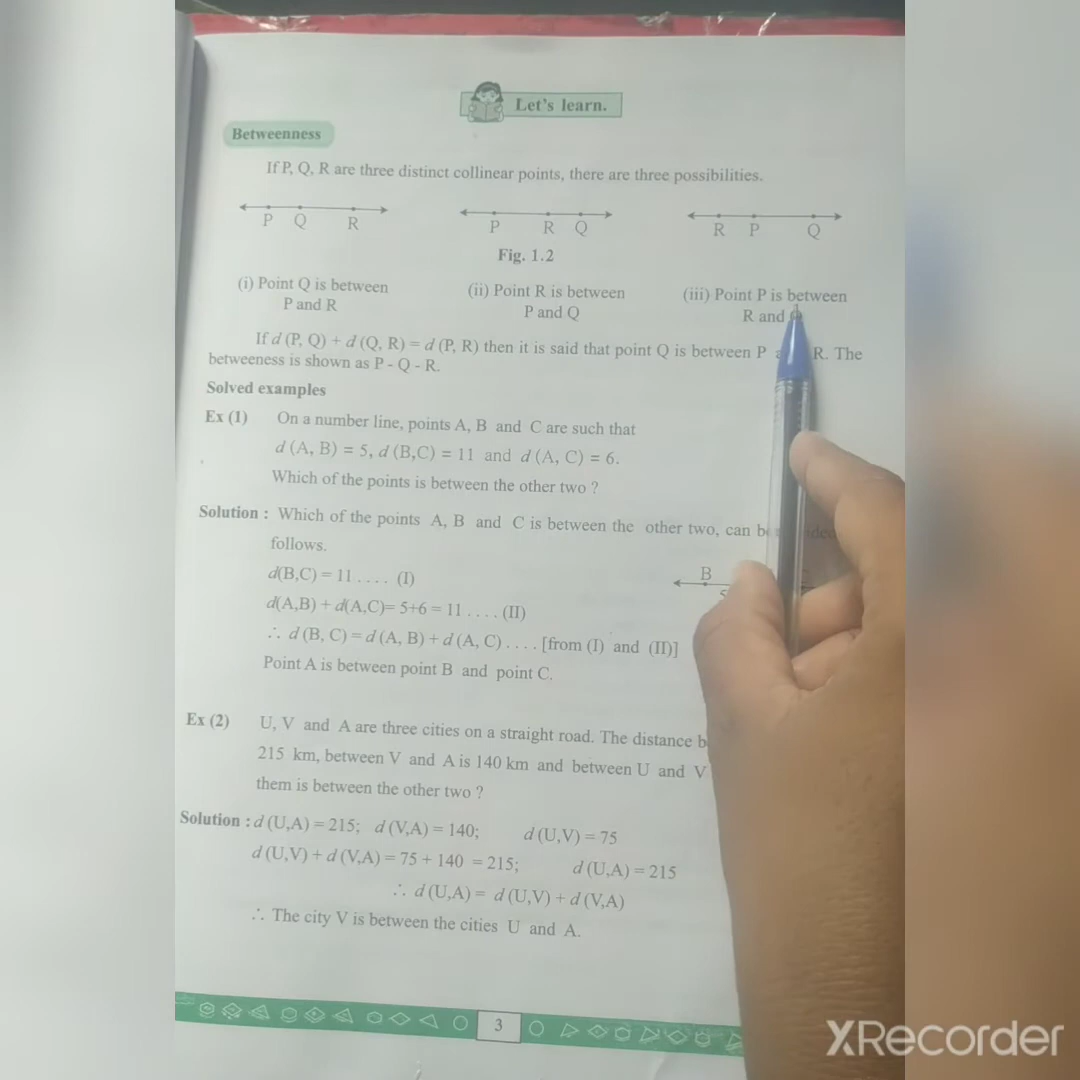 Let's learn.
Betweenness
If P, Q, R are three distinct collinear points, there are three possibilities.
P Q R
P R Q
R P Q
Fig. 1.2
(i) Point Q is between
P and R
(ii) Point R is between
P and Q
(iii) Point P is between
R and
If d (P, Q) + d (Q, R) = d (P, R) then it is said that point Q is between P R. The
betweeness is shown as P - Q - R.
Solved examples
Ex (1) On a number line, points A, B and C are such that
d (A, B) = 5, d (B,C) = 11 and d (A, C) = 6.
Which of the points is between the other two ?
Solution : Which of the points A, B and C is between the other two, can
follows.
B
d(B,C) = 11 .... (I)
d(A,B) + d(A,C)= 5+6 = 11 .... (II)
∴ d (B, C) = d (A, B) + d (A, C) .... [from (I) and (II)]
Point A is between point B and point C.
Ex (2) U, V and A are three cities on a straight road. The distance
215 km, between V and A is 140 km and between U and V
them is between the other two ?
Solution : d (U,A) = 215; d (V,A) = 140; d (U,V) = 75
d (U,V) + d (V,A) = 75 + 140 = 215; d (U,A) = 215
∴ d (U,A) = d (U,V) + d (V,A)
∴ The city V is between the cities U and A.
3
XRecorder